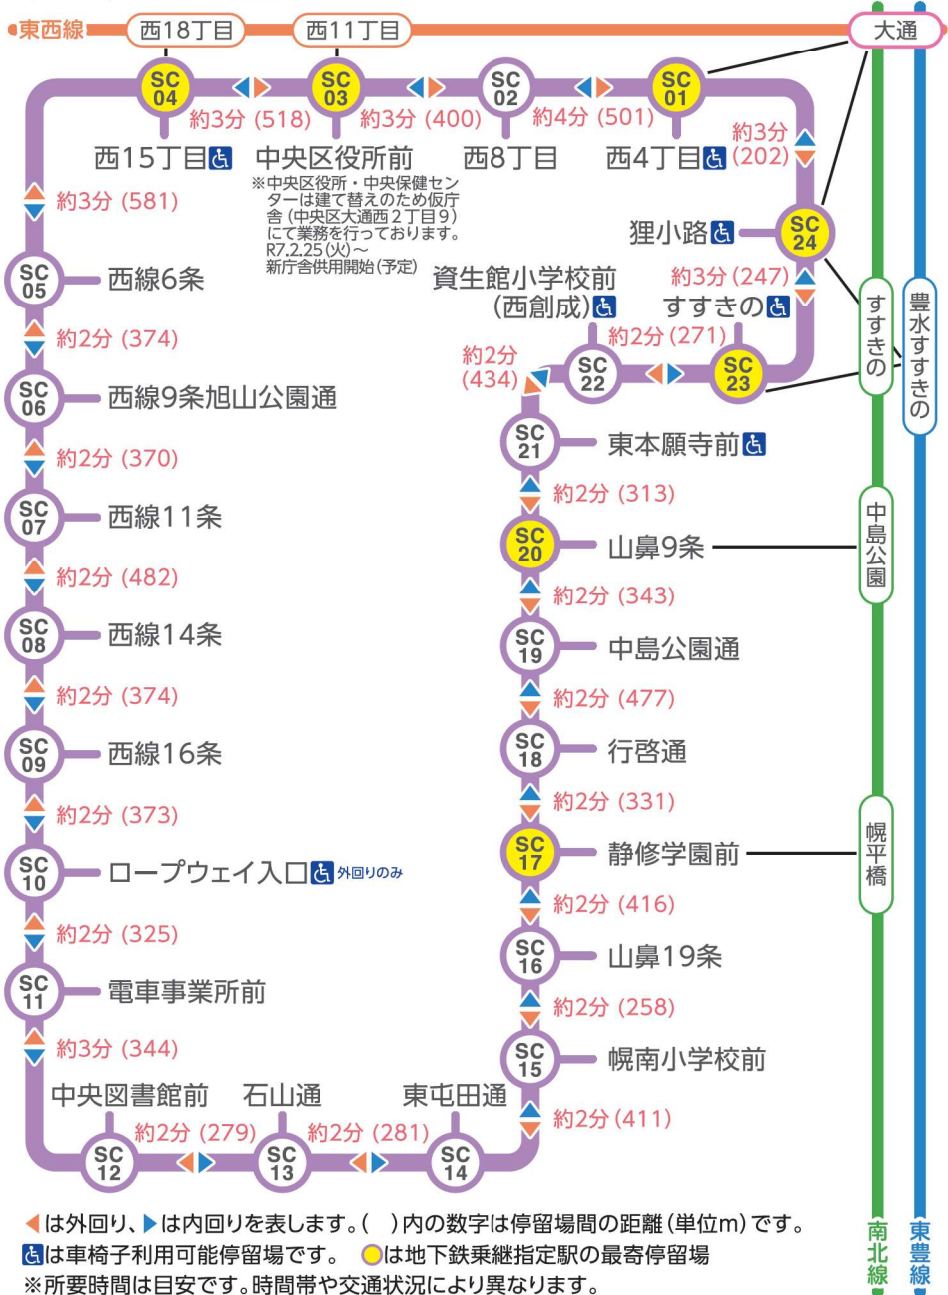 東西線
西18丁目
西11丁目
大通
SC
04
SC
03
SC
02
SC
01
約3分 (518)
約3分 (400)
約4分 (501)
約3分
(202)
西15丁目
中央区役所前
西8丁目
西4丁目
※中央区役所・中央保健セン
ターは建て替えのため仮庁
舎(中央区大通西2丁目9)
にて業務を行っております。
R7.2.25(火)~
新庁舎供用開始(予定)
約3分 (581)
狸小路
SC
24
SC
05
西線6条
資生館小学校前
(西創成)
約3分 (247)
すすきの
すすきの
豊水すすきの
約2分 (374)
約2分 (271)
約2分
(434)
SC
22
SC
23
SC
06
西線9条旭山公園通
SC
21
東本願寺前
約2分 (370)
約2分 (313)
SC
07
西線11条
SC
20
山鼻9条
中島公園
約2分 (482)
約2分 (343)
SC
08
西線14条
SC
19
中島公園通
約2分 (374)
約2分 (477)
SC
09
西線16条
SC
18
行啓通
約2分 (373)
約2分 (331)
SC
10
ロープウェイ入口
外回りのみ
SC
17
静修学園前
幌平橋
約2分 (325)
約2分 (416)
SC
11
電車事業所前
SC
16
山鼻19条
約3分 (344)
約2分 (258)
SC
15
幌南小学校前
中央図書館前
石山通
東屯田通
約2分 (279)
約2分 (281)
約2分 (411)
SC
12
SC
13
SC
14
◀は外回り、▶は内回りを表します。( )内の数字は停留場間の距離(単位m)です。
は車椅子利用可能停留場です。 ○は地下鉄乗継指定駅の最寄停留場
※所要時間は目安です。時間帯や交通状況により異なります。
南北線
東豊線